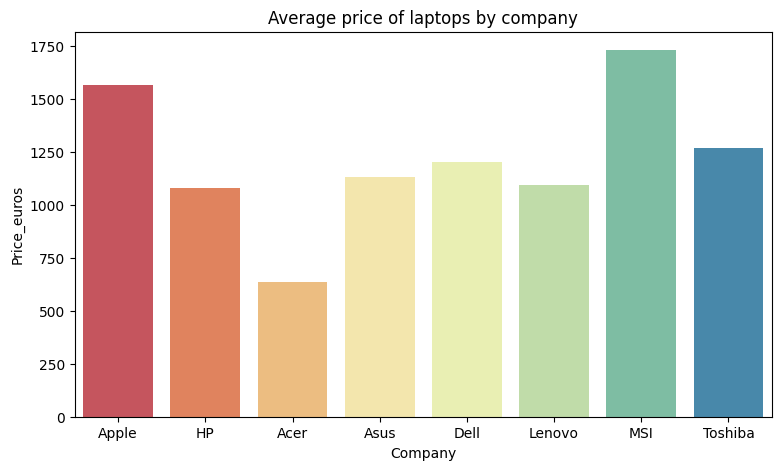 Average price of laptops by company
1750
1500
1250
1000
750
500
250
0
Price_euros
Apple HP Acer Asus Dell Lenovo MSI Toshiba
Company